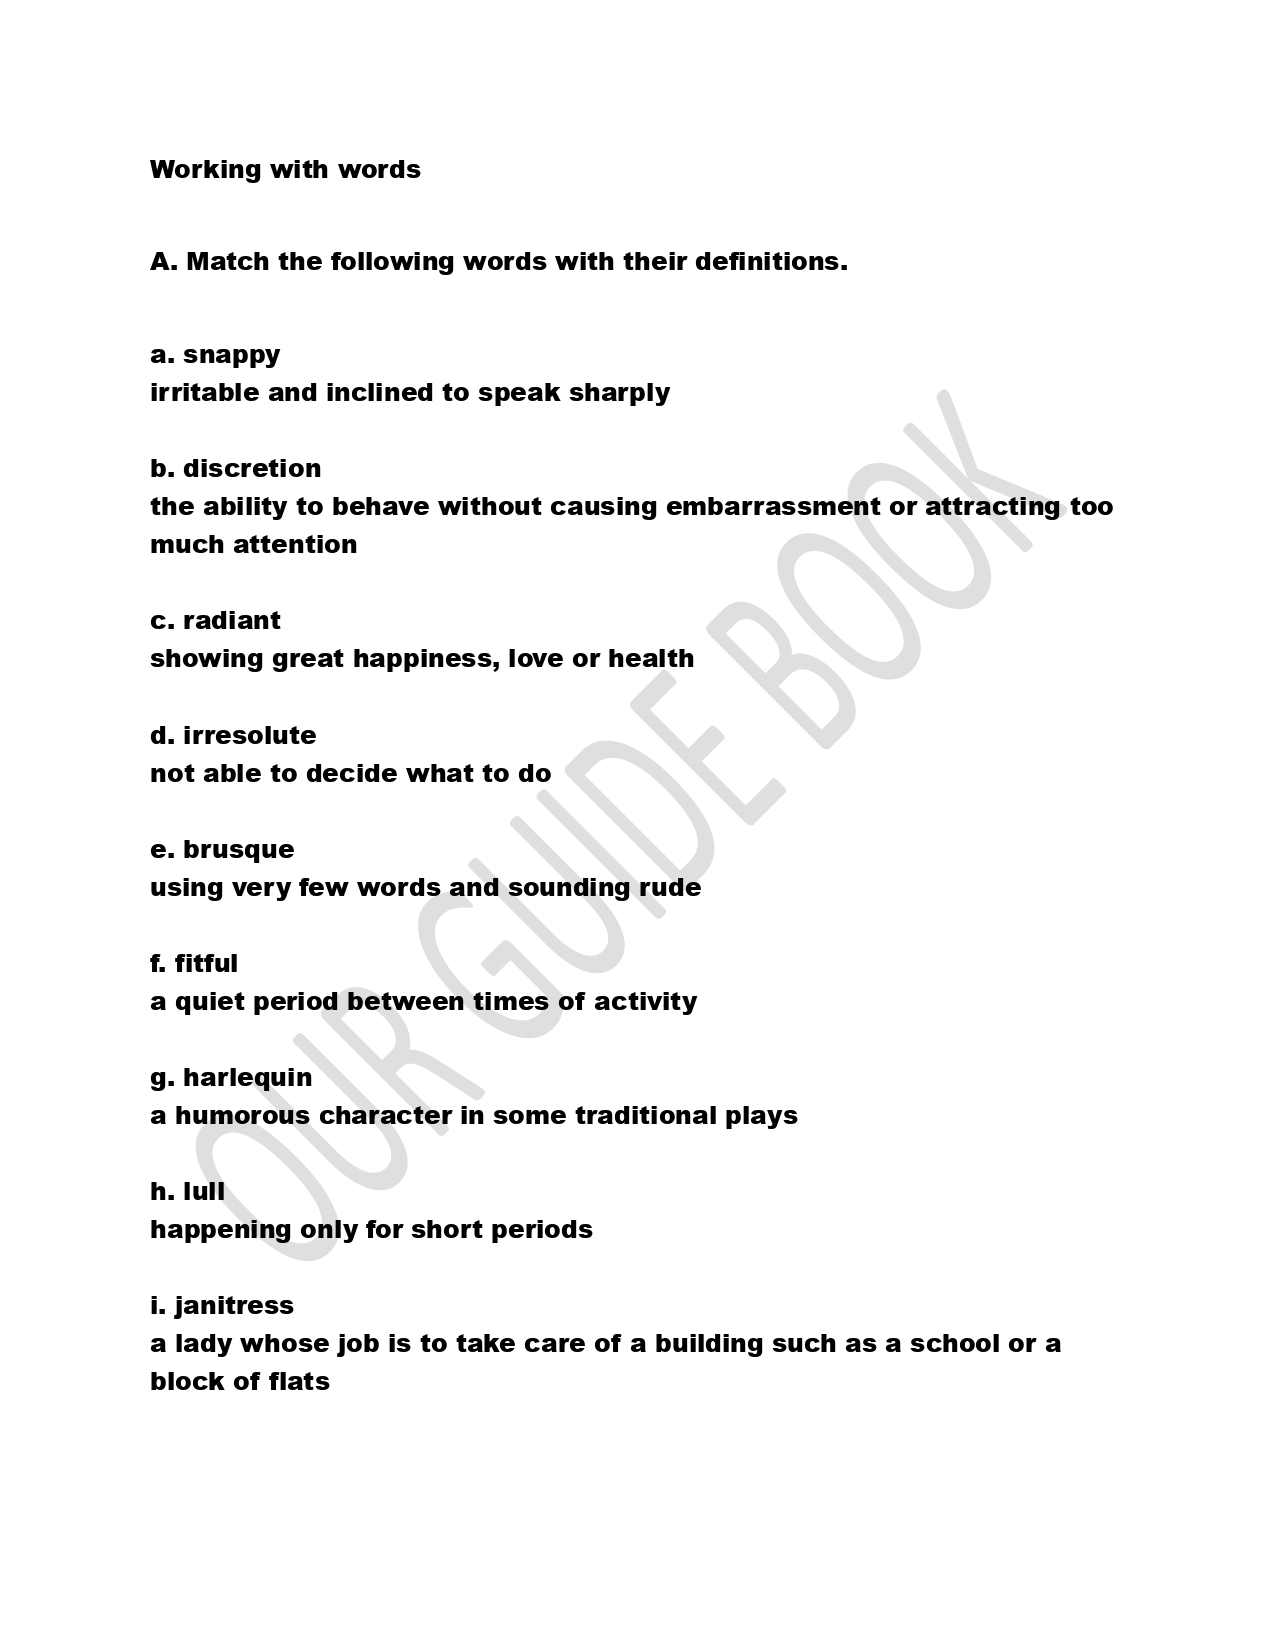 Working with words
A. Match the following words with their definitions.
a. snappy
irritable and inclined to speak sharply
b. discretion
the ability to behave without causing embarrassment or attracting too
much attention
c. radiant
showing great happiness, love or health
d. irresolute
not able to decide what to do
e. brusque
using very few words and sounding rude
f. fitful
a quiet period between times of activity
g. harlequin
a humorous character in some traditional plays
h. lull
happening only for short periods
i. janitress
a lady whose job is to take care of a building such as a school or a
block of flats
OUR GUIDE BOOK